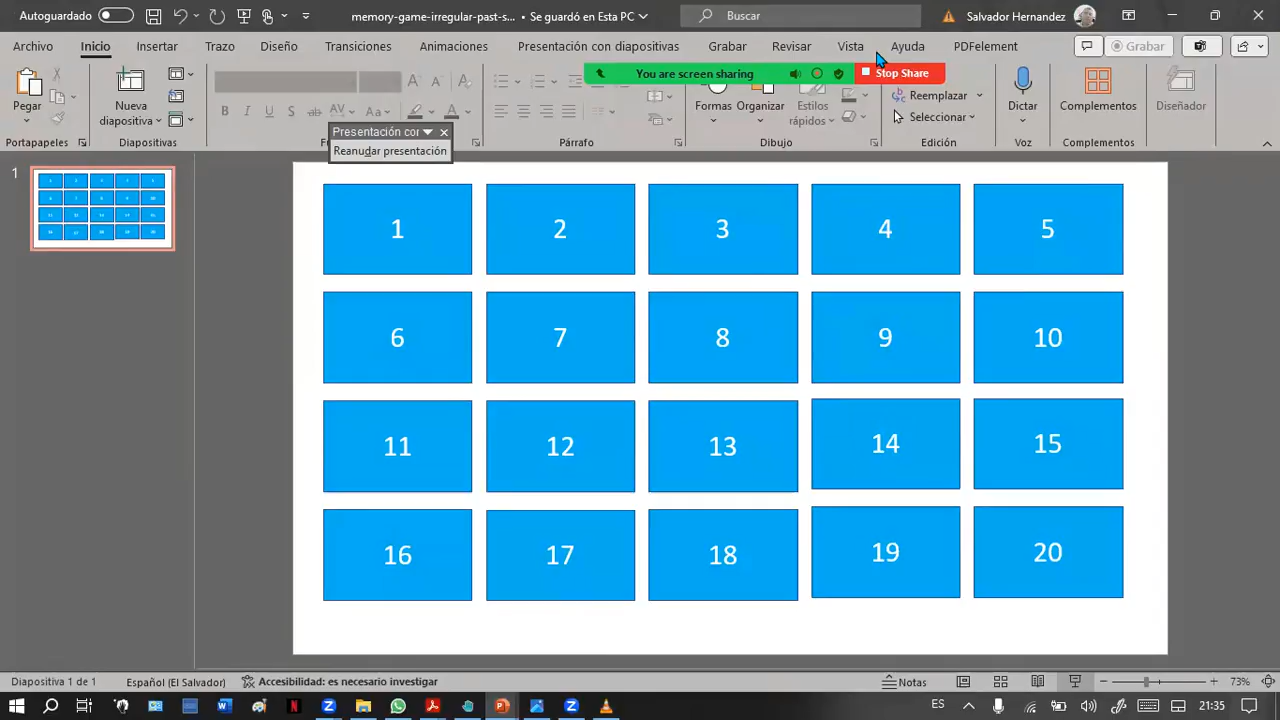 Autoguardado
memory-game-irregular-past-s... • Se guardó en Esta PC
Buscar
Salvador Hernandez
Archivo Inicio Insertar Trazo Diseño Transiciones Animaciones Presentación con diapositivas Grabar Revisar Vista Ayuda PDFelement
Grabar
You are screen sharing
Stop Share
Pegar
Nueva
diapositiva
Formas
Organizar
Estilos
rápidos
Reemplazar
Seleccionar
Dictar
Complementos
Diseñador
Portapapeles
Diapositivas
Párrafo
Dibujo
Edición
Voz
Complementos
Presentación cor
Reanudar presentación
1
1 2 3 4 5
6 7 8 9 10
11 12 13 14 15
16 17 18 19 20
Diapositiva 1 de 1
Español (El Salvador)
Accesibilidad: es necesario investigar
Notas
73%
ES
21:35